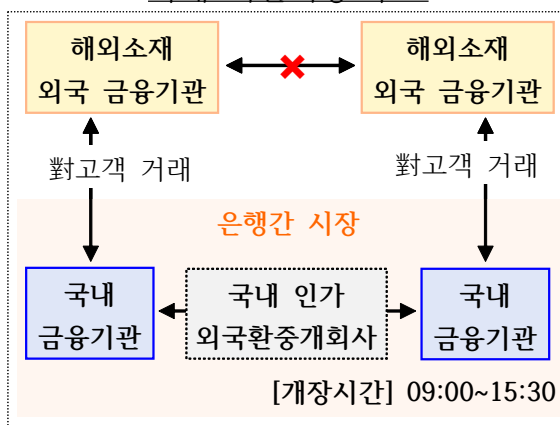 해외소재
외국 금융기관
해외소재
외국 금융기관
對고객 거래
對고객 거래
은행간 시장
국내
금융기관
국내 인가
외국환중개회사
국내
금융기관
[개장시간] 09:00~15:30